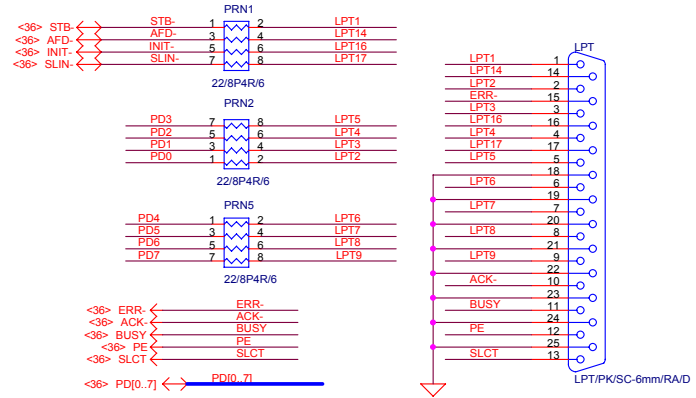 PRN1
<36> STB- STB- 1 2 LPT1
<36> AFD- AFD- 3 4 LPT14
<36> INIT- INIT- 5 6 LPT16
<36> SLIN- SLIN- 7 8 LPT17
22/8P4R/6
PRN2
PD3 7 8 LPT5
PD2 5 6 LPT4
PD1 3 4 LPT3
PD0 1 2 LPT2
22/8P4R/6
PRN5
PD4 1 2 LPT6
PD5 3 4 LPT7
PD6 5 6 LPT8
PD7 7 8 LPT9
22/8P4R/6
<36> ERR- ERR-
<36> ACK- ACK-
<36> BUSY BUSY
<36> PE PE
<36> SLCT SLCT
<36> PD[0..7] PD[0..7]
LPT
LPT1 1
LPT14 14
LPT2 2
ERR- 15
LPT3 3
LPT16 16
LPT4 4
LPT17 17
LPT5 5
18
LPT6 6
19
LPT7 7
20
LPT8 8
21
LPT9 9
22
ACK- 10
23
BUSY 11
24
PE 12
25
SLCT 13
LPT/PK/SC-6mm/RA/D